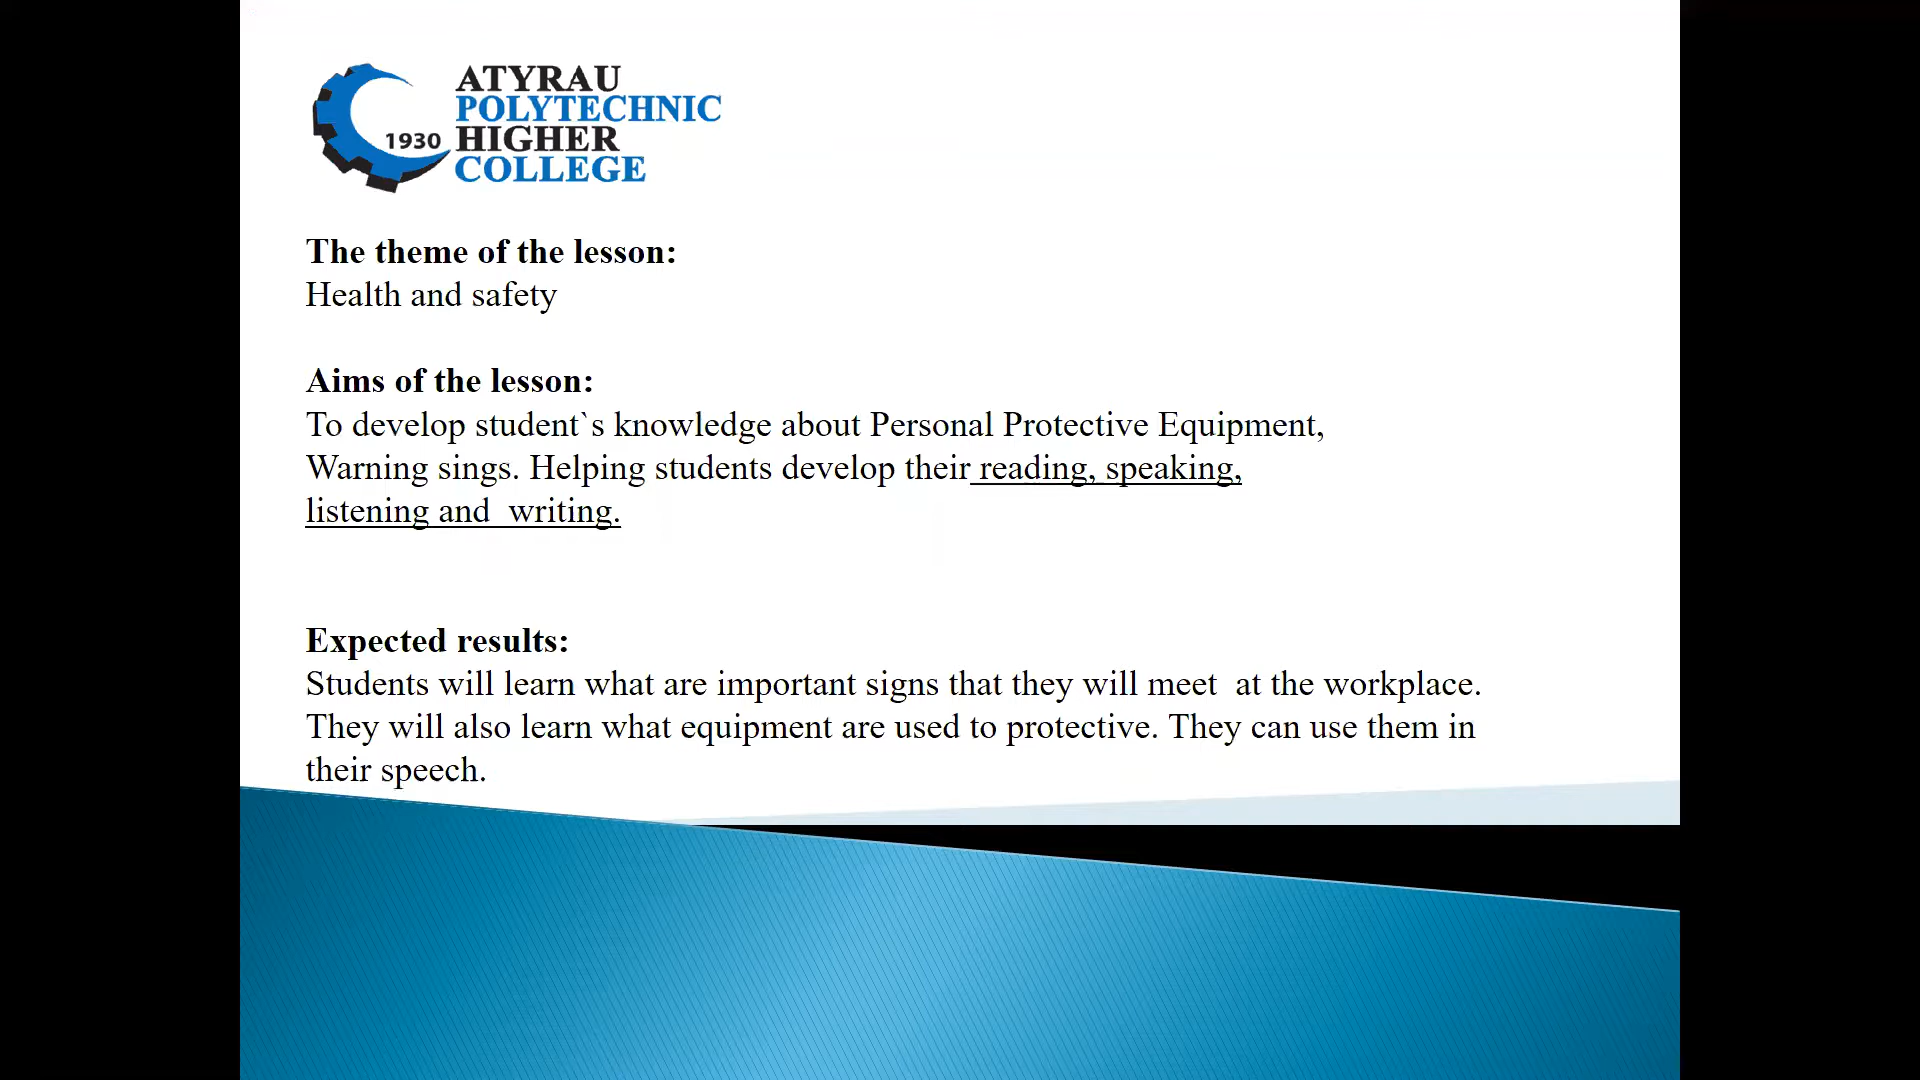 ATYRAU
POLYTECHNIC
1930 HIGHER
COLLEGE
The theme of the lesson:
Health and safety
Aims of the lesson:
To develop student`s knowledge about Personal Protective Equipment,
Warning sings. Helping students develop their reading, speaking,
listening and  writing.
Expected results:
Students will learn what are important signs that they will meet  at the workplace.
They will also learn what equipment are used to protective. They can use them in
their speech.